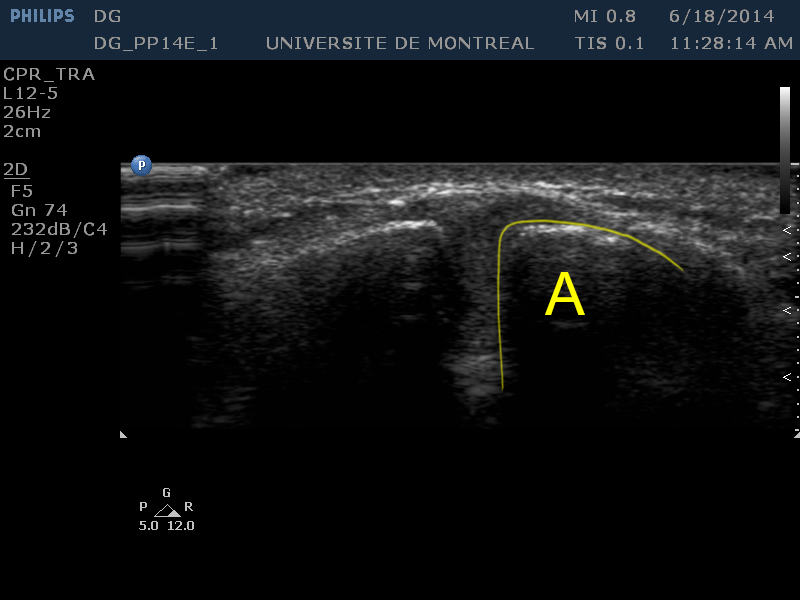 PHILIPS DG MI 0.8 6/18/2014
DG_PP14E_1 UNIVERSITE DE MONTREAL TIS 0.1 11:28:14 AM
CPR_TRA
L12-5
26Hz
2cm
P
2D
F5
Gn 74
232dB/C4
H/2/3
A
G
P R
5.0 12.0